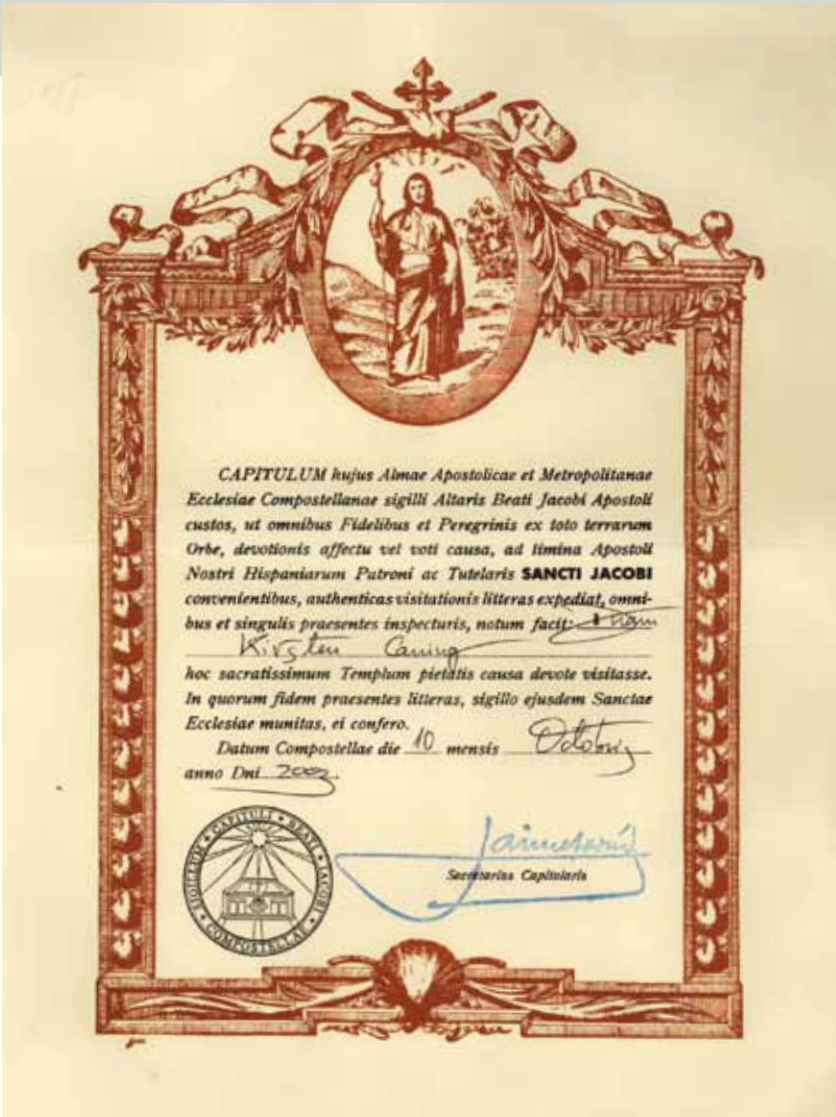 CAPITULUM hujus Almae Apostolicae et Metropolitanae
Ecclesiae Compostellanae sigilli Altaris Beati Jacobi Apostoli
custos, ut omnibus Fidelibus et Peregrinis ex toto terrarum
Orbe, devotionis affectu vel voti causa, ad limina Apostoli
Nostri Hispaniarum Patroni ac Tutelaris SANCTI JACOBI
convenientibus, authenticas visitationis litteras expediat, omni-
bus et singulis praesentes inspecturis, notum facit:
Kirsten
hoc sacratissimum Templum pietatis causa devote visitasse.
In quorum fidem praesentes litteras, sigillo ejusdem Sanctae
Ecclesiae munitas, ei confero.
Datum Compostellae die 10 mensis Octobris
anno Dni
SIGILLUM CAPITULI BEATI JACOBI COMPOSTELLAE
Secretarius Capitularis